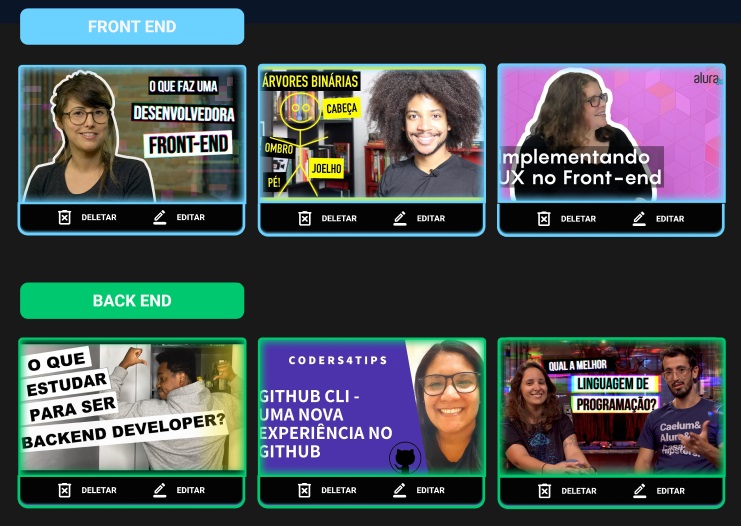 FRONT END
O QUE FAZ UMA
DESENVOLVEDORA
FRONT-END
DELETAR
EDITAR
ÁRVORES BINÁRIAS
CABEÇA
OMBRO
JOELHO
PÉ!
DELETAR
EDITAR
alura
mplementando
UX no Front-end
DELETAR
EDITAR
BACK END
O QUE
ESTUDAR
PARA SER
BACKEND DEVELOPER?
DELETAR
EDITAR
CODERS4TIPS
GITHUB CLI -
UMA NOVA
EXPERIÊNCIA NO
GITHUB
DELETAR
EDITAR
QUAL A MELHOR
LINGUAGEM DE
PROGRAMAÇÃO?
Caelum&
Alura&
casa
Hipsters
DELETAR
EDITAR